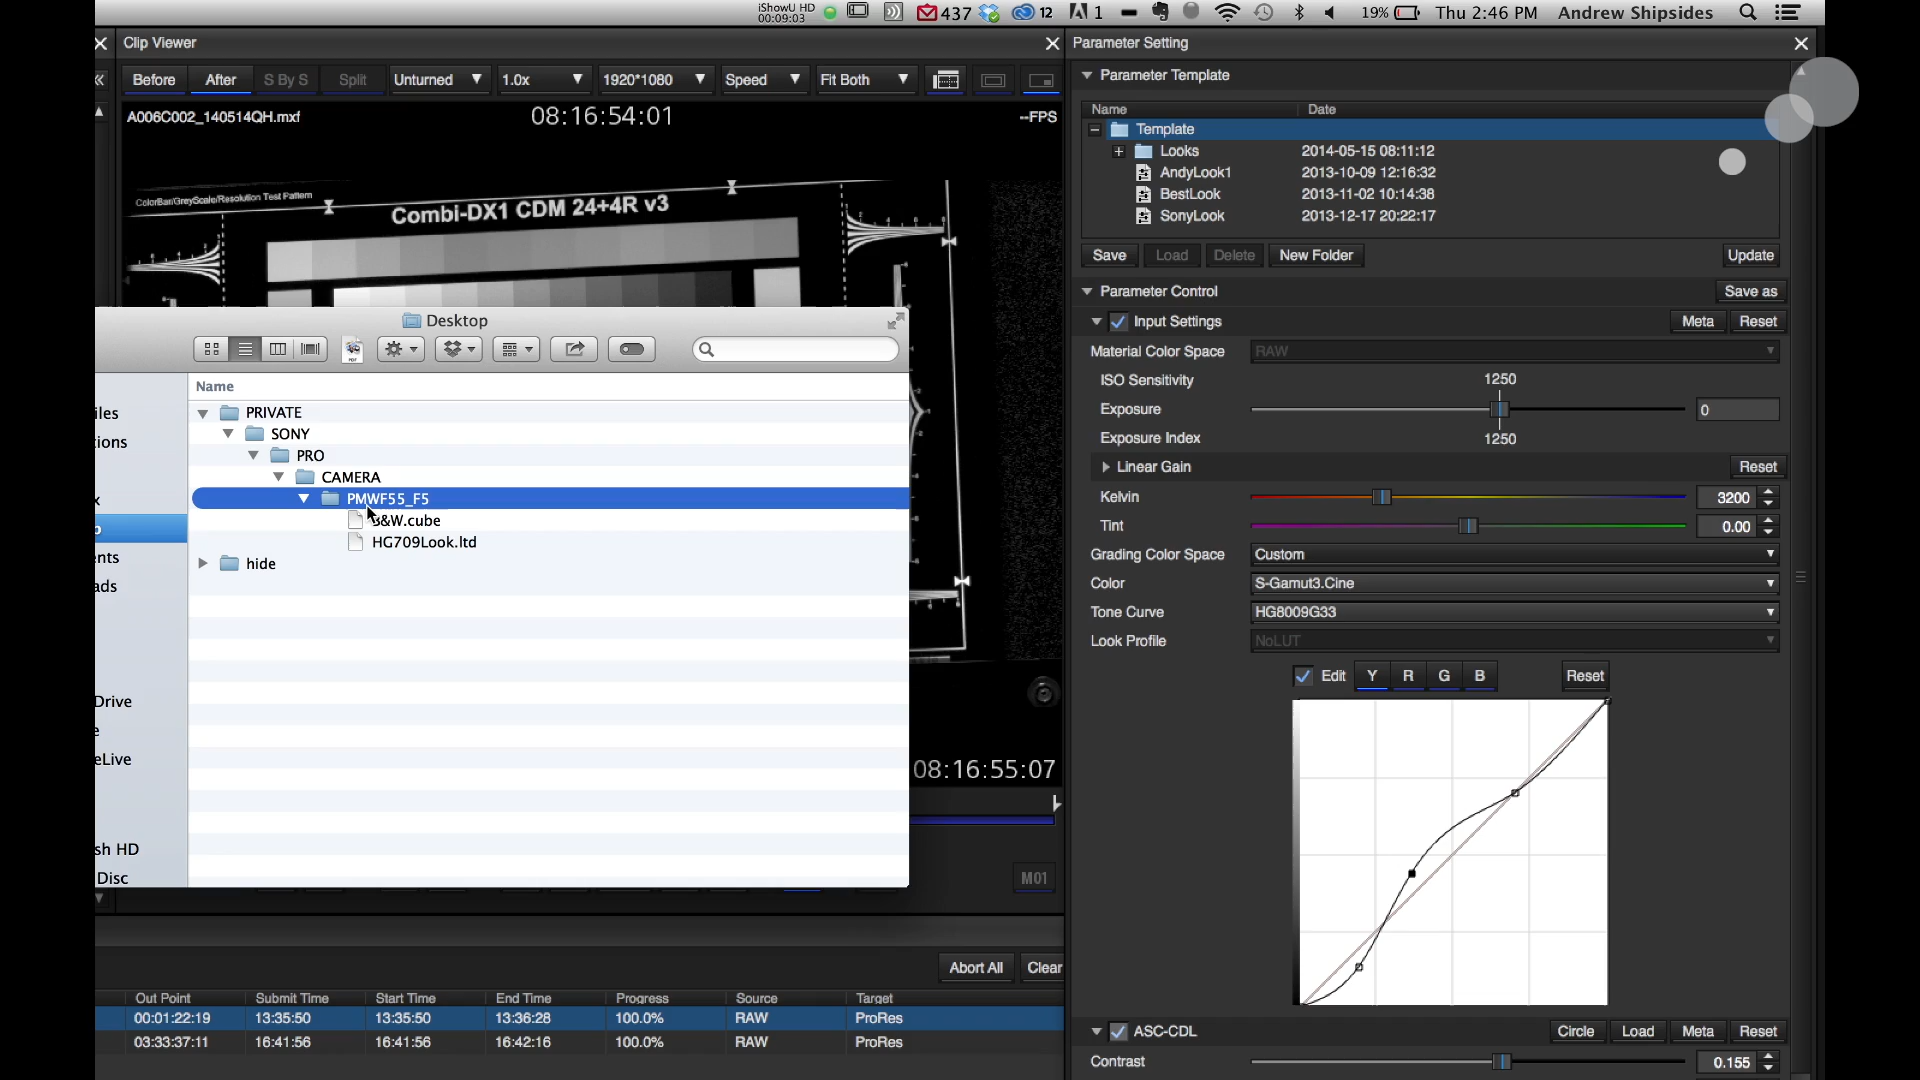 iShowU HD
00:09:03
437
12
1
19%
Thu 2:46 PM
Andrew Shipsides
Clip Viewer
Before After S By S Split Unturned 1.0x 1920*1080 Speed Fit Both
A006C002_140514QH.mxf
08:16:54:01
--FPS
ColorBar/GreyScale/Resolution Test Pattern
Combi-DX1 CDM 24+4R v3
Desktop
Name
PRIVATE
SONY
PRO
CAMERA
PMWF55_F5
&W.cube
HG709Look.ltd
hide
iles
ions
x
p
nts
ads
Drive
e
eLive
sh HD
Disc
08:16:55:07
M01
Abort All Clear
Out Point Submit Time Start Time End Time Progress Source Target
00:01:22:19 13:35:50 13:35:50 13:36:28 100.0% RAW ProRes
03:33:37:11 16:41:56 16:41:56 16:42:16 100.0% RAW ProRes
Parameter Setting
Parameter Template
Name Date
Template
Looks 2014-05-15 08:11:12
AndyLook1 2013-10-09 12:16:32
BestLook 2013-11-02 10:14:38
SonyLook 2013-12-17 20:22:17
Save Load Delete New Folder Update
Parameter Control Save as
Input Settings Meta Reset
Material Color Space RAW
ISO Sensitivity 1250
Exposure 0
Exposure Index 1250
Linear Gain Reset
Kelvin 3200
Tint 0.00
Grading Color Space Custom
Color S-Gamut3.Cine
Tone Curve HG8009G33
Look Profile NoLUT
Edit Y R G B Reset
ASC-CDL Circle Load Meta Reset
Contrast 0.155